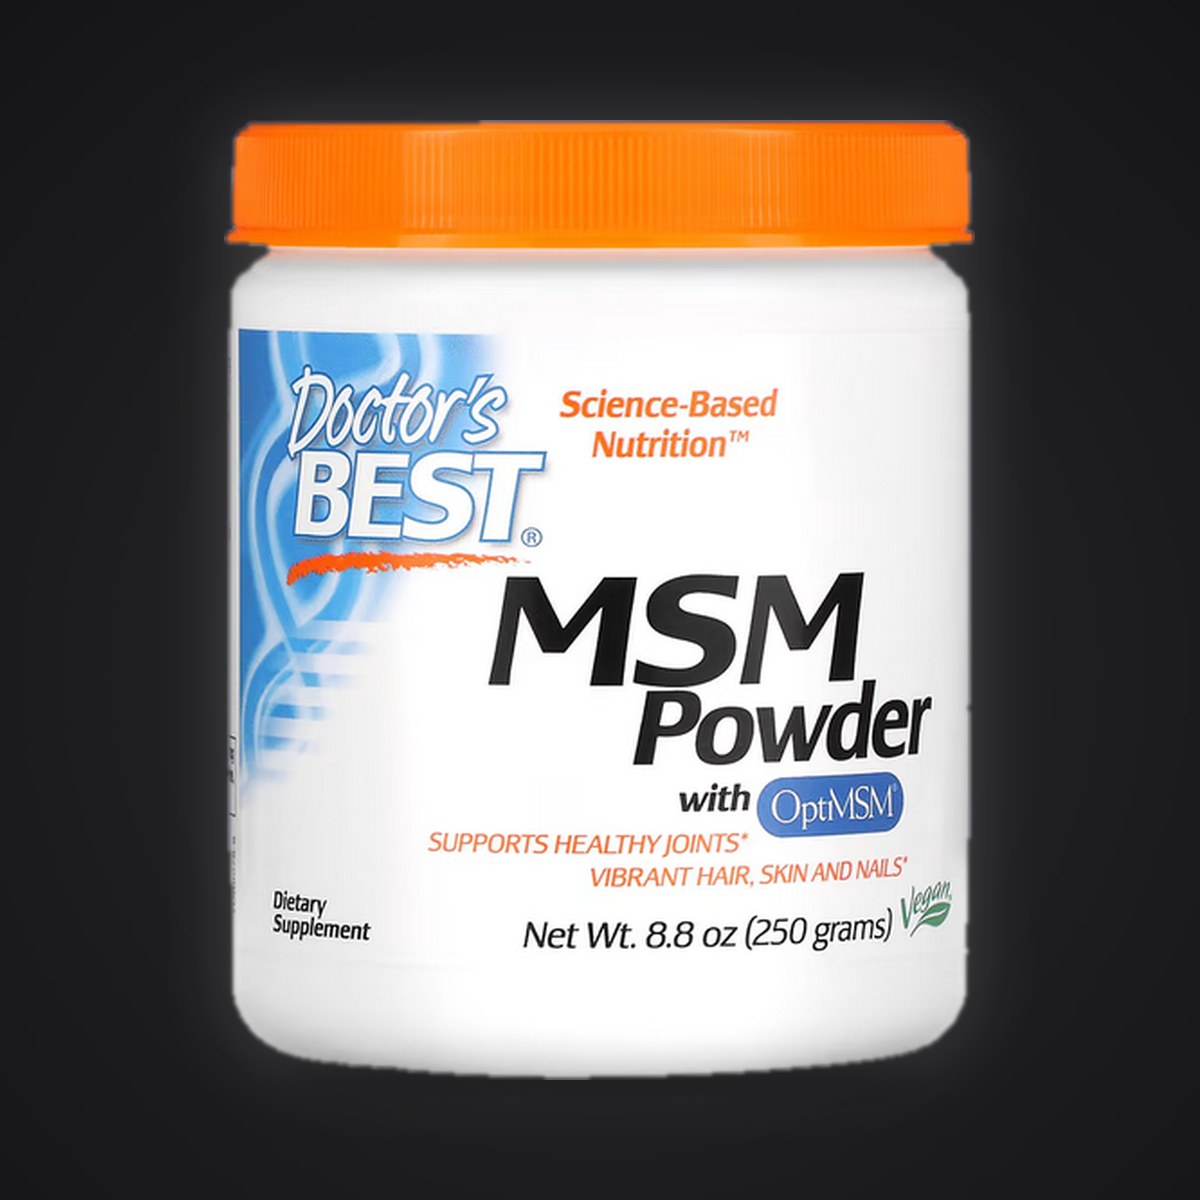 Doctor's
BEST®
Science-Based
Nutrition™
MSM
Powder
with OptiMSM®
SUPPORTS HEALTHY JOINTS*
VIBRANT HAIR, SKIN AND NAILS*
Dietary
Supplement
Net Wt. 8.8 oz (250 grams)
Vegan